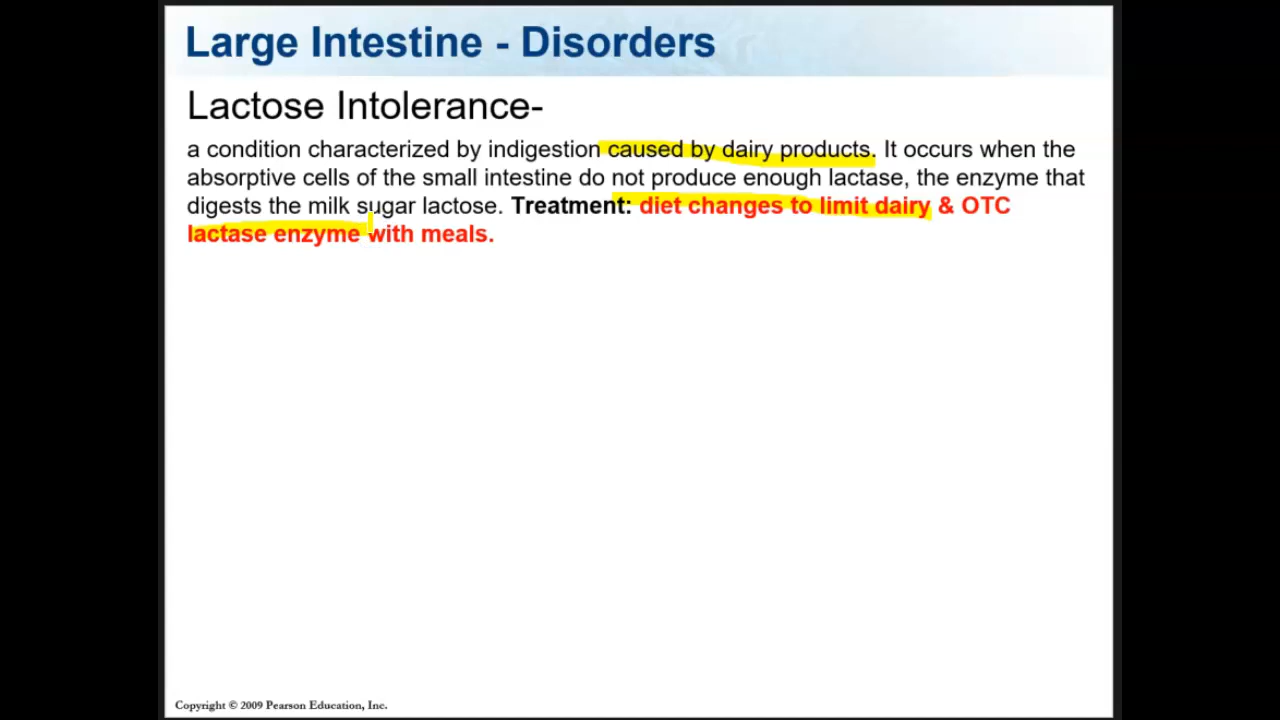 Large Intestine - Disorders
Lactose Intolerance-
a condition characterized by indigestion caused by dairy products. It occurs when the
absorptive cells of the small intestine do not produce enough lactase, the enzyme that
digests the milk sugar lactose. Treatment: diet changes to limit dairy & OTC
lactase enzyme with meals.
Copyright © 2009 Pearson Education, Inc.